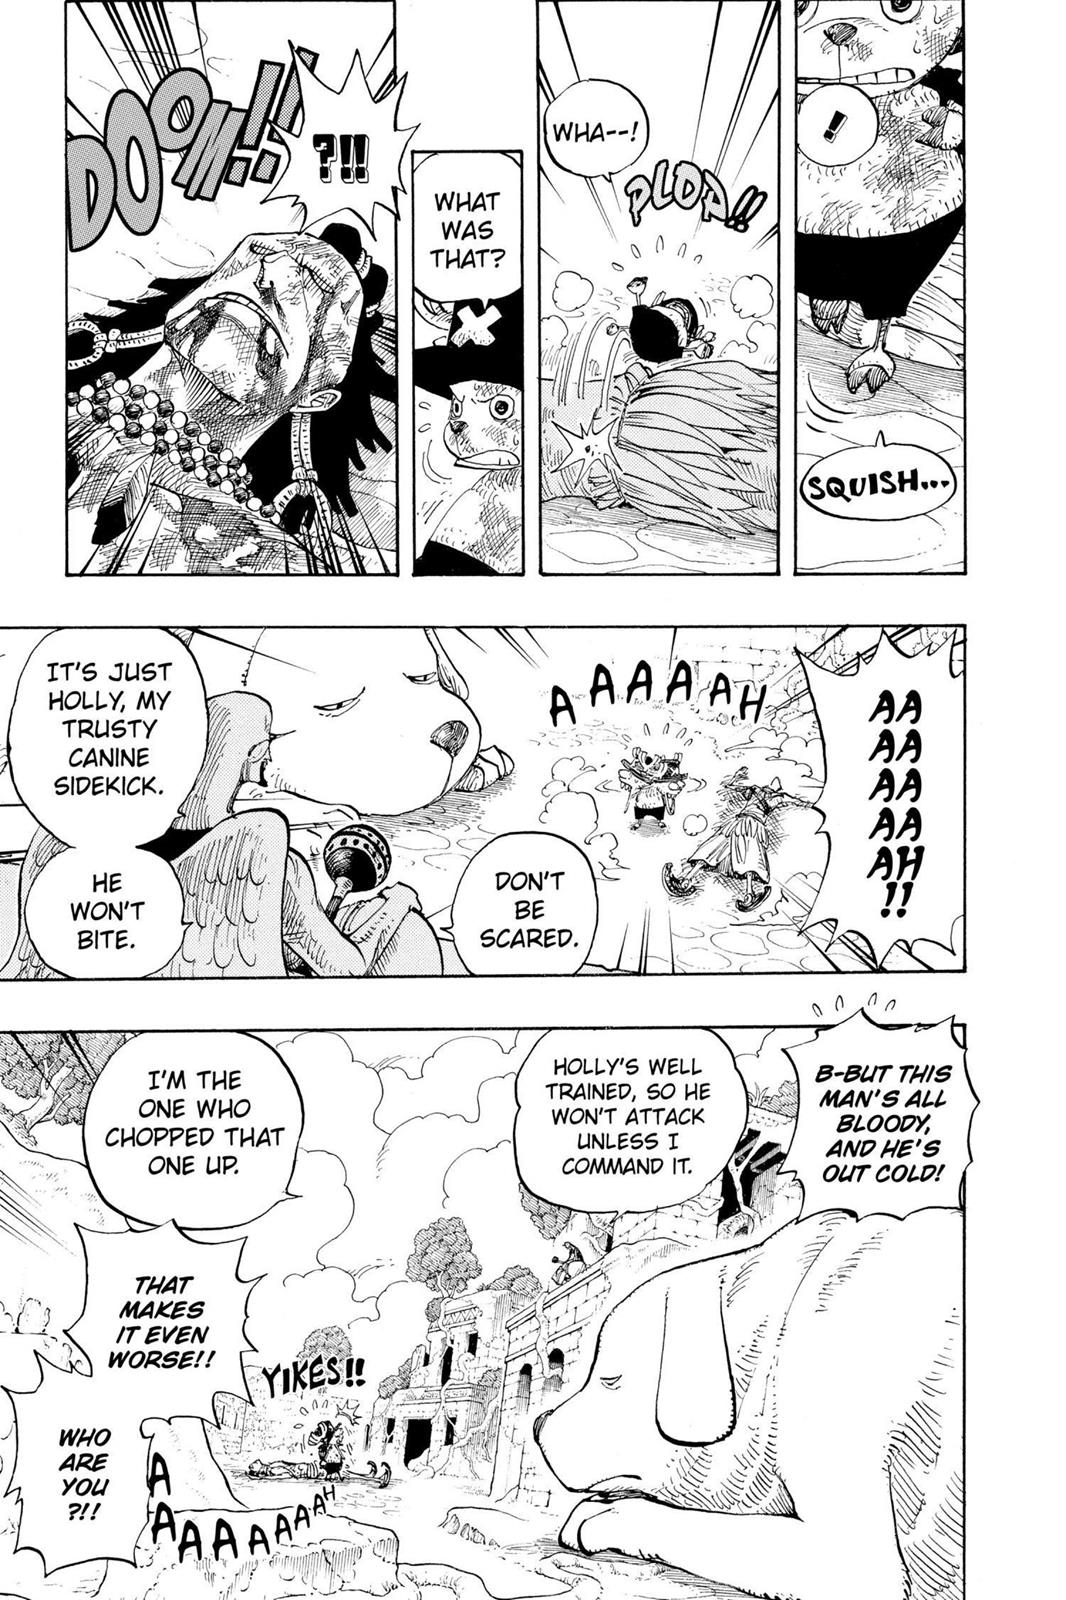 !
SQUISH...
WHA--!
PLOP!!
WHAT
WAS
THAT?
?!!
DOOM!!
AA
AA
AA
AA
AH
!!
AAAAAH
DON'T
BE
SCARED.
IT'S JUST
HOLLY, MY
TRUSTY
CANINE
SIDEKICK.
HE
WON'T
BITE.
B-BUT THIS
MAN'S ALL
BLOODY,
AND HE'S
OUT COLD!
HOLLY'S WELL
TRAINED, SO HE
WON'T ATTACK
UNLESS I
COMMAND IT.
I'M THE
ONE WHO
CHOPPED THAT
ONE UP.
THAT
MAKES
IT EVEN
WORSE!!
YIKES!!
WHO
ARE
YOU
?!!
A
AAAAAAAH